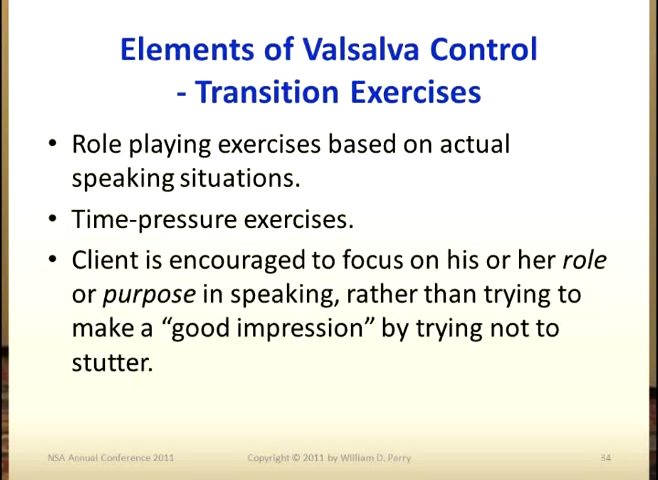 Elements of Valsalva Control
- Transition Exercises
• Role playing exercises based on actual
speaking situations.
• Time-pressure exercises.
• Client is encouraged to focus on his or her role
or purpose in speaking, rather than trying to
make a “good impression” by trying not to
stutter.
NSA Annual Conference 2011 Copyright © 2011 by William D. Parry 34